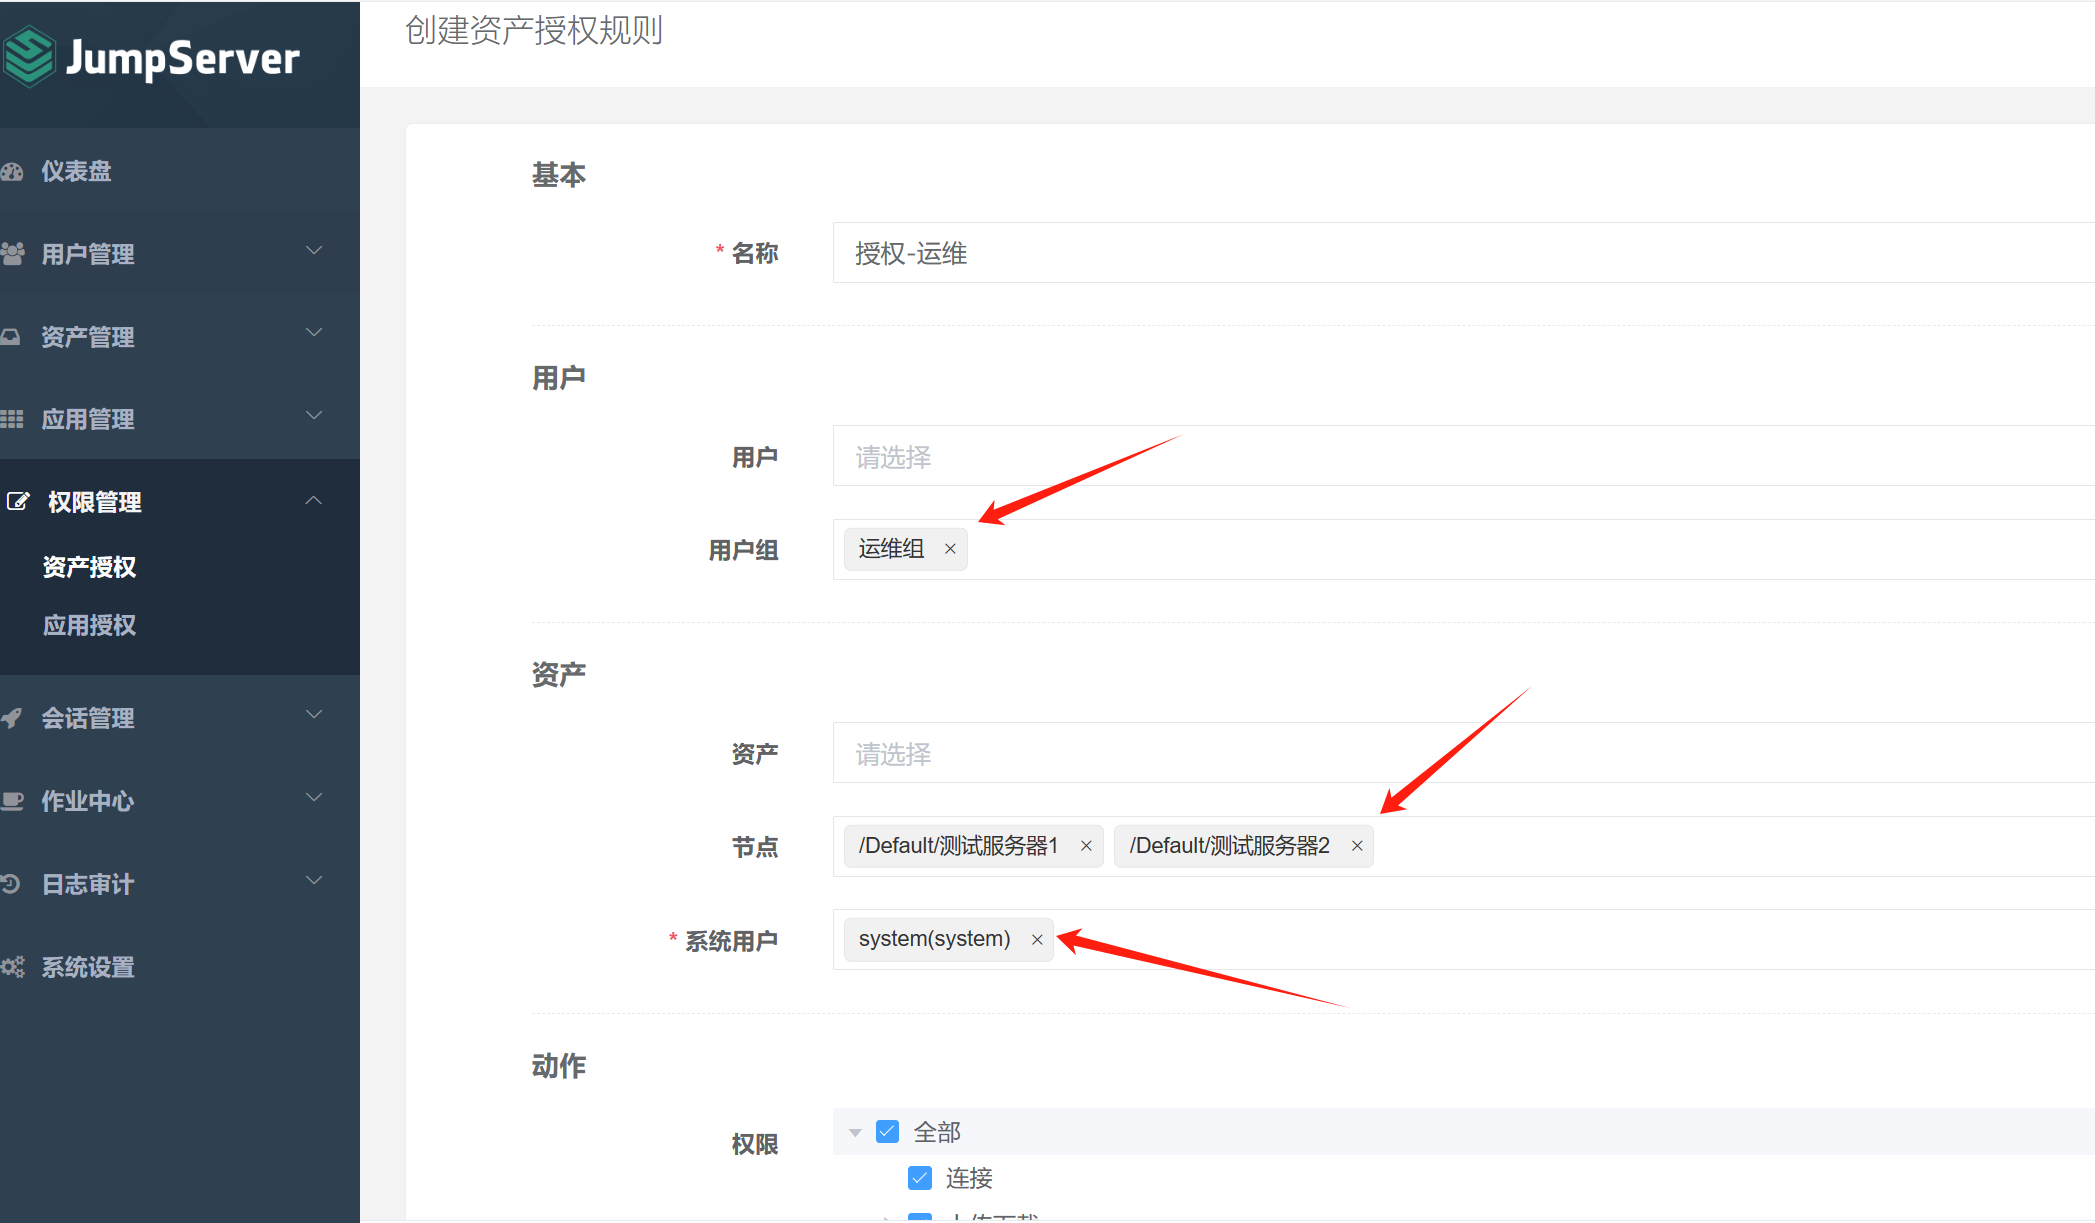 JumpServer
仪表盘
用户管理
资产管理
应用管理
权限管理
资产授权
应用授权
会话管理
作业中心
日志审计
系统设置
创建资产授权规则
基本
* 名称 授权-运维
用户
用户 请选择
用户组 运维组 ×
资产
资产 请选择
节点 /Default/测试服务器1 × /Default/测试服务器2 ×
* 系统用户 system(system) ×
动作
权限 全部
连接
上传下载